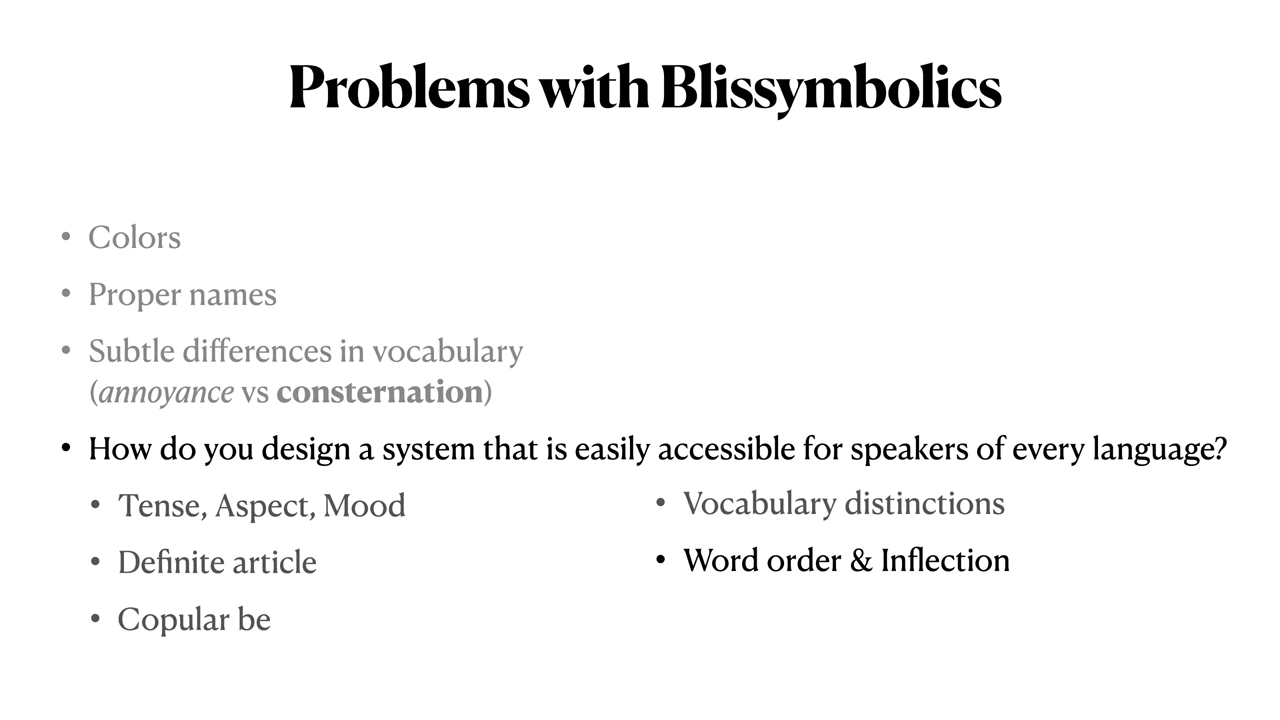 Problems with Blissymbolics
• Colors
• Proper names
• Subtle differences in vocabulary
(annoyance vs consternation)
• How do you design a system that is easily accessible for speakers of every language?
• Tense, Aspect, Mood
• Definite article
• Copular be
• Vocabulary distinctions
• Word order & Inflection